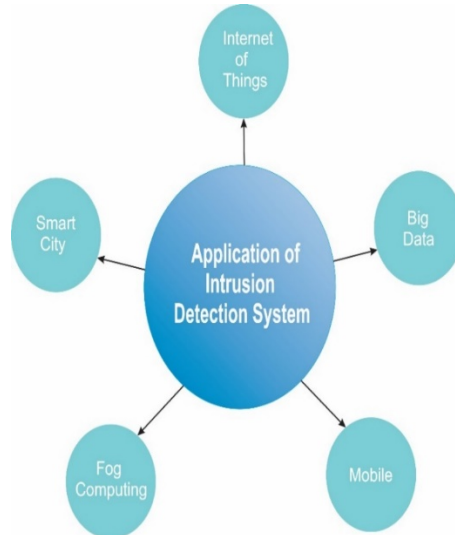 Internet
of
Things
Smart
City
Big
Data
Application of
Intrusion
Detection System
Fog
Computing
Mobile